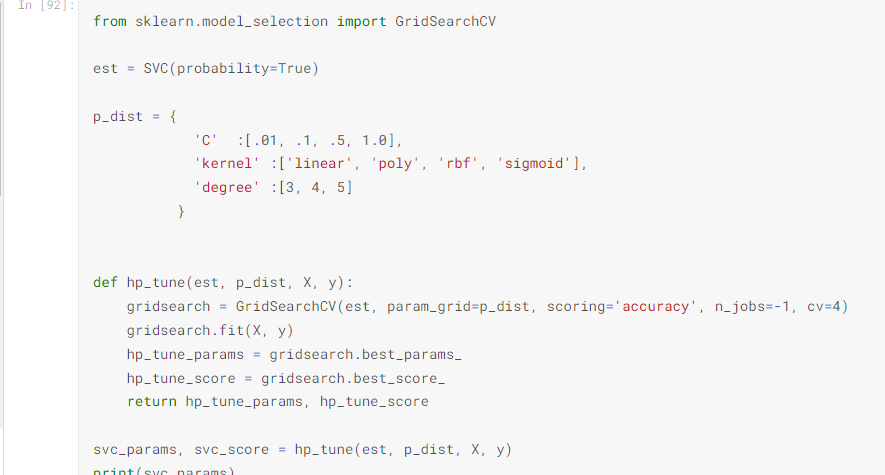 In [92]:
from sklearn.model_selection import GridSearchCV
est = SVC(probability=True)
p_dist = {
'C' :[.01, .1, .5, 1.0],
'kernel' :['linear', 'poly', 'rbf', 'sigmoid'],
'degree' :[3, 4, 5]
}
def hp_tune(est, p_dist, X, y):
gridsearch = GridSearchCV(est, param_grid=p_dist, scoring='accuracy', n_jobs=-1, cv=4)
gridsearch.fit(X, y)
hp_tune_params = gridsearch.best_params_
hp_tune_score = gridsearch.best_score_
return hp_tune_params, hp_tune_score
svc_params, svc_score = hp_tune(est, p_dist, X, y)
print(svc_params)